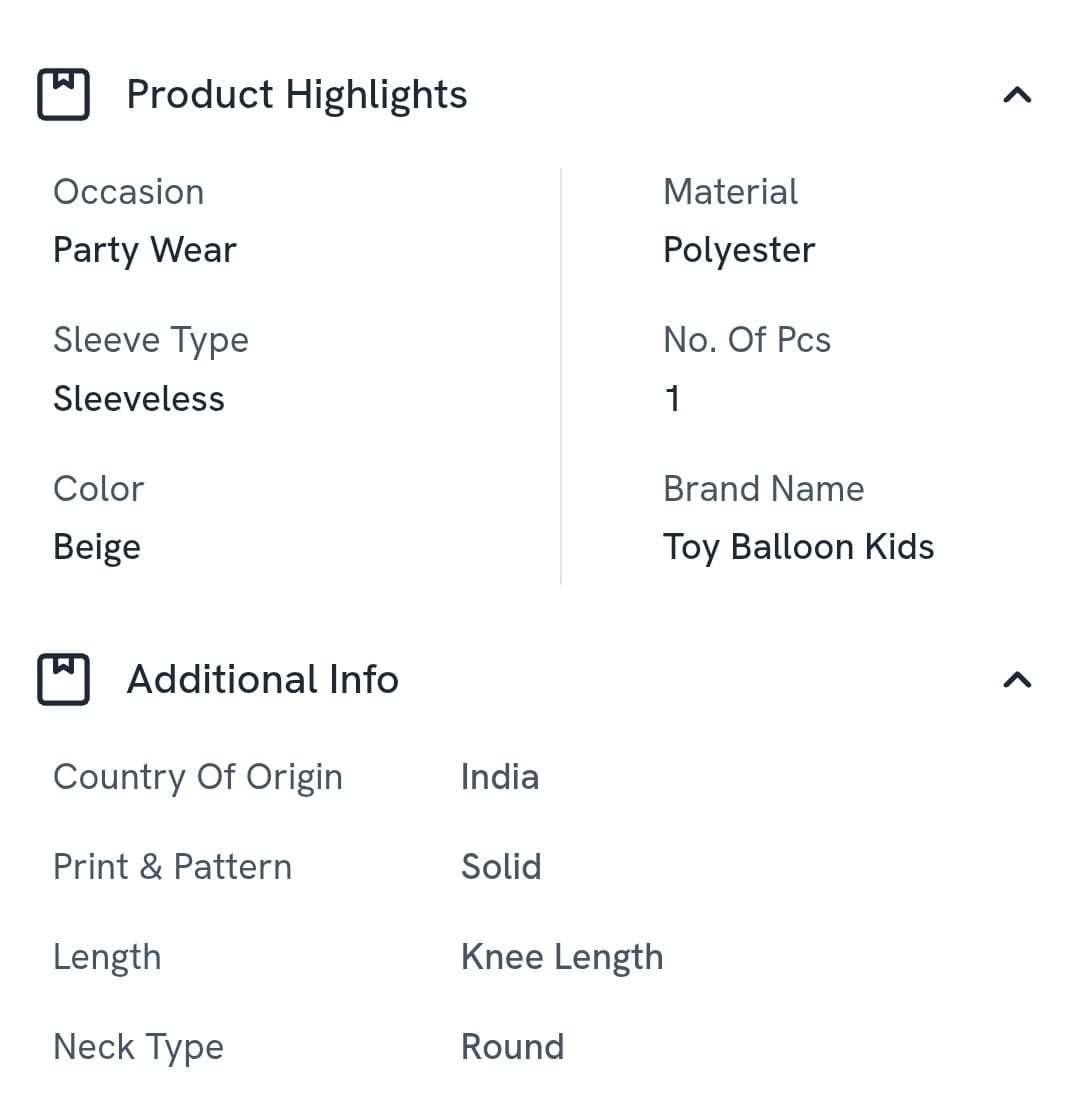 Product Highlights
Occasion
Party Wear
Material
Polyester
Sleeve Type
Sleeveless
No. Of Pcs
1
Color
Beige
Brand Name
Toy Balloon Kids
Additional Info
Country Of Origin India
Print & Pattern Solid
Length Knee Length
Neck Type Round